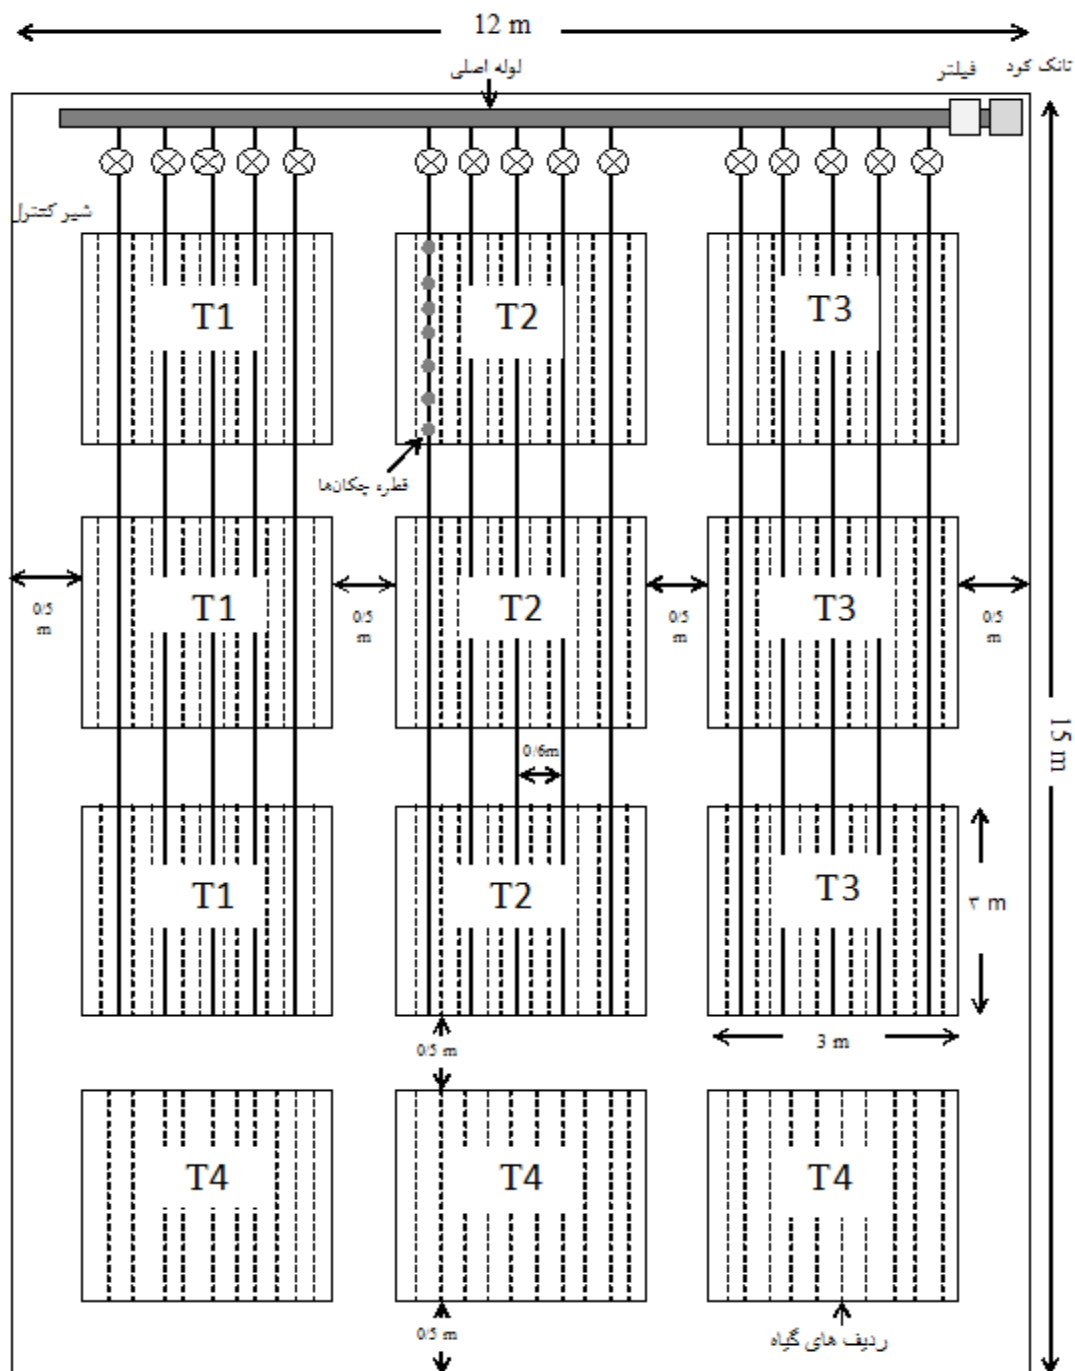 12 m
تانک کود
فیلتر
لوله اصلی
شیر کنترل
T1
T2
T3
قطره چکان‌ها
T1
T2
T3
0/5
m
0/5
m
0/5
m
0/5
m
15 m
0/6m
T1
T2
T3
۳ m
3 m
0/5 m
T4
T4
T4
0/5 m
ردیف های گیاه